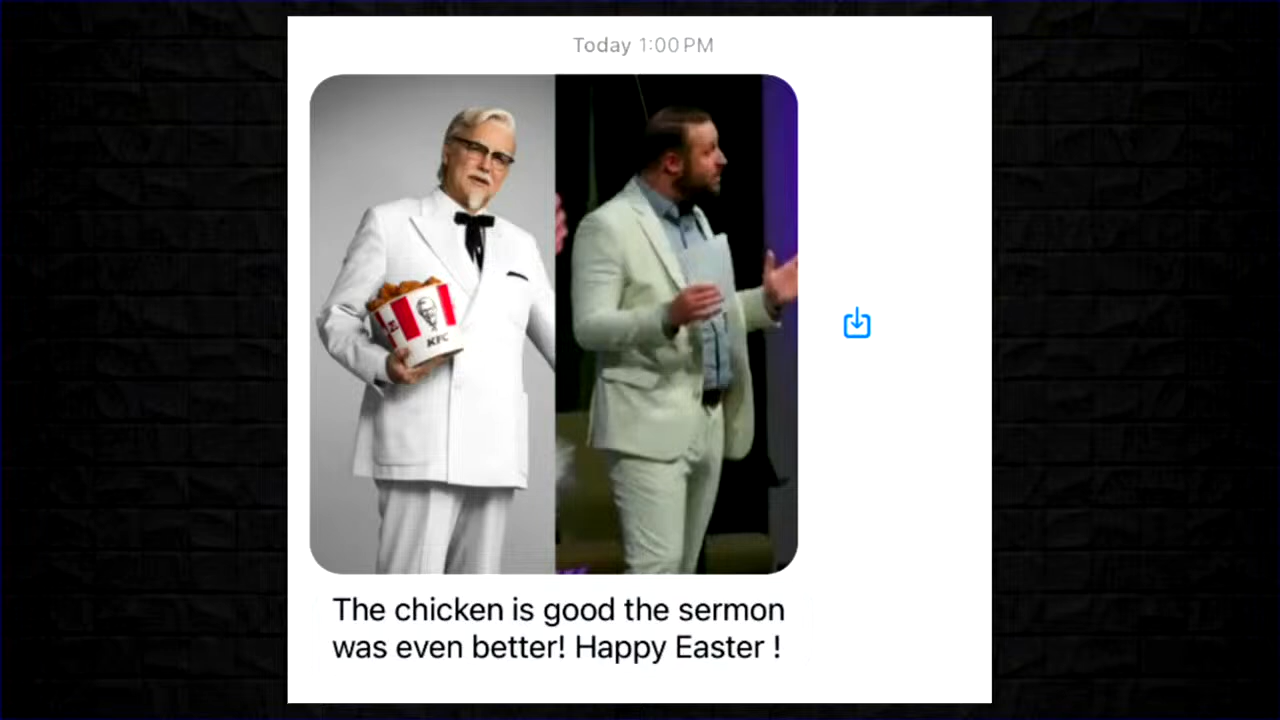 Today 1:00 PM
KFC
The chicken is good the sermon
was even better! Happy Easter !